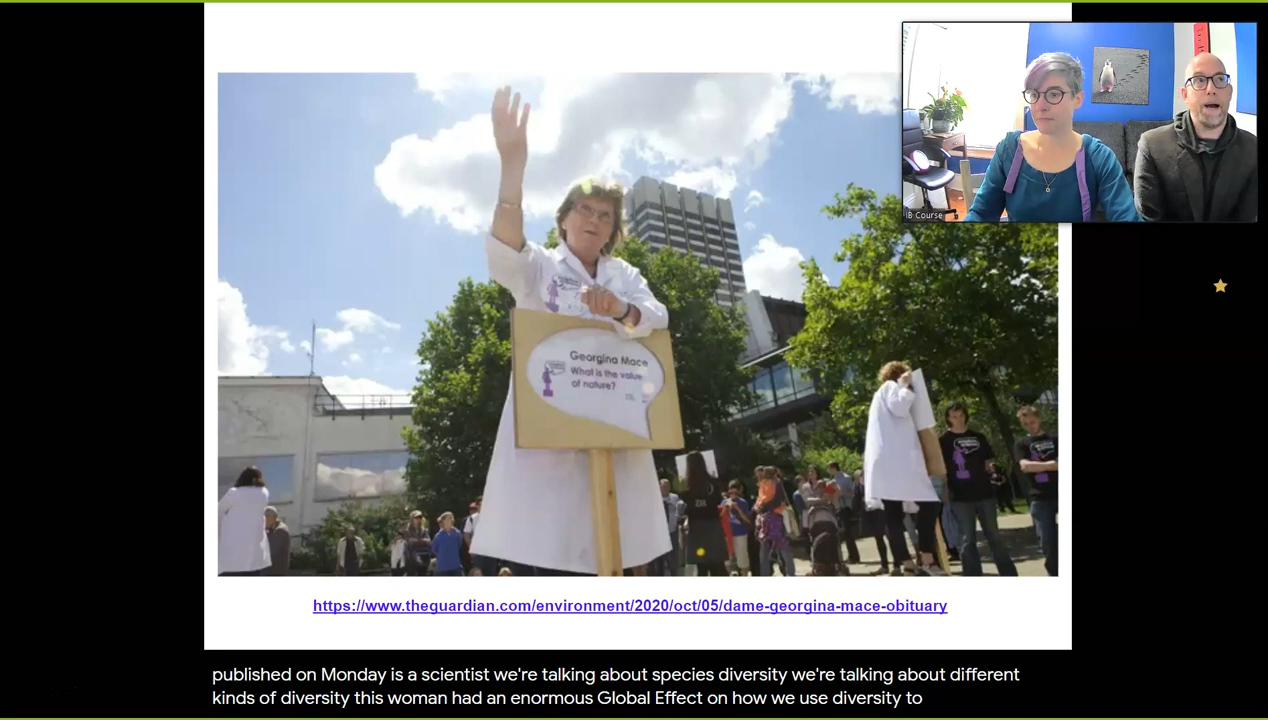 IB Course
Georgina Mace
What is the value
of nature?
https://www.theguardian.com/environment/2020/oct/05/dame-georgina-mace-obituary
published on Monday is a scientist we're talking about species diversity we're talking about different
kinds of diversity this woman had an enormous Global Effect on how we use diversity to